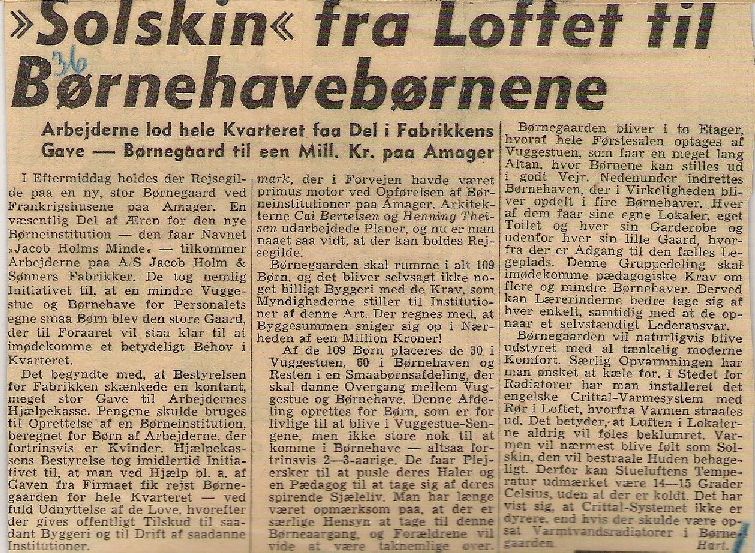 »Solskin« fra Loftet til
Børnehavebørnene
36
Arbejderne lod hele Kvarteret faa Del i Fabrikkens
Gave — Børnegaard til een Mill. Kr. paa Amager
I Eftermiddag holdes der Rejsegil-
de paa en ny, stor Børnegaard ved
Frankrigshusene paa Amager. En
væsentlig Del af Æren for den nye
Børneinstitution — den faar Navnet
»Jacob Holms Minde« — tilkommer
Arbejderne paa A/S Jacob Holm &
Sønners Fabrikker. De tog nemlig
Initiativet til, at en mindre Vugge-
stue og Børnehave for Personalets
egne smaa Børn blev den store Gaard,
der til Foraaret vil staa klar til at
imødekomme et betydeligt Behov i
Kvarteret.
Det begyndte med, at Bestyrelsen
for Fabrikken skænkede en kontant,
meget stor Gave til Arbejdernes
Hjælpekasse. Pengene skulde bruges
til Oprettelse af en Børneinstitution,
beregnet for Børn af Arbejderne, der
fortrinsvis er Kvinder. Hjælpekas-
sens Bestyrelse tog imidlertid Initia-
tivet til, at man ved Hjælp bl. a. af
Gaven fra Firmaet fik rejst Børne-
gaarden for hele Kvarteret — ved
fuld Udnyttelse af de Love, hvorefter
der gives offentligt Tilskud til saa-
dant Byggeri og til Drift af saadanne
Institutioner.
mark, der i Forvejen havde været
primus motor ved Opførelsen af Bør-
neinstitutioner paa Amager. Arkitek-
terne Cai Bertelsen og Henning Thei-
sen udarbejdede Planer, og nu er man
naaet saa vidt, at der kan holdes Rej-
segilde.
Børnegaarden skal rumme i alt 109
Børn, og det bliver selvsagt ikke no-
get billigt Byggeri med de Krav, som
Myndighederne stiller til Institutio-
ner af denne Art. Der regnes med, at
Byggesummen sniger sig op i Nær-
heden af een Million Kroner!
Af de 109 Børn placeres de 30 i
Vuggestuen, 60 i Børnehaven og
Resten i en Smaabørnsafdeling, der
skal danne Overgang mellem Vug-
gestue og Børnehave. Denne Afde-
ling oprettes for Børn, som er for
livlige til at blive i Vuggestue-Sen-
gene, men ikke store nok til at
komme i Børnehave — altsaa for-
trinsvis 2—3-aarige. De faar Plej-
ersker til at pusle deres Haler og
en Pædagog til at tage sig af deres
spirende Sjæleliv. Man har længe
været opmærksom paa, at der er
særlige Hensyn at tage til denne
Børneaargang, og Forældrene vil
vide at være taknemlige over.
Børnegaarden bliver i to Etager,
hvoraf hele Førstesalen optages af
Vuggestuen, som faar en meget lang
Altan, hvor Børnene kan stilles ud
i godt Vejr. Nedenunder indrettes
Børnehaven, der i Virkeligheden bli-
ver opdelt i fire Børnehaver. Hver
af dem faar sine egne Lokaler, eget
Toilet og hver sin Garderobe og
udenfor hver sin lille Gaard, hvor-
fra der er Adgang til den fælles Le-
geplads. Denne Gruppedeling skal
imødekomme pædagogiske Krav om
flere og mindre Børnehaver. Derved
kan Lærerinderne bedre tage sig af
hver enkelt, samtidig med at de op-
naar et selvstændigt Lederansvar.
Børnegaarden vil naturligvis blive
udstyret med al tænkelig moderne
Komfort. Særlig Opvarmningen har
man ønsket at kæle for, i Stedet for
Radiatorer har man installeret det
engelske Crittal-Varmesystem med
Rør i Loftet, hvorfra Varmen straales
ud. Det betyder, at Luften i Lokaler-
ne aldrig vil føles beklumret. Var-
men vil nærmest blive følt som Sol-
skin, den vil bestraale Huden behage-
ligt. Derfor kan Stueluftens Tempe-
ratur udmærket være 14—15 Grader
Celsius, uden at der er koldt. Det har
vist sig, at Crittal-Systemet ikke er
dyrere, end hvis der skulde være op-
sat Varmtvandsradiatorer i Børne-
gaarden.
Hart.